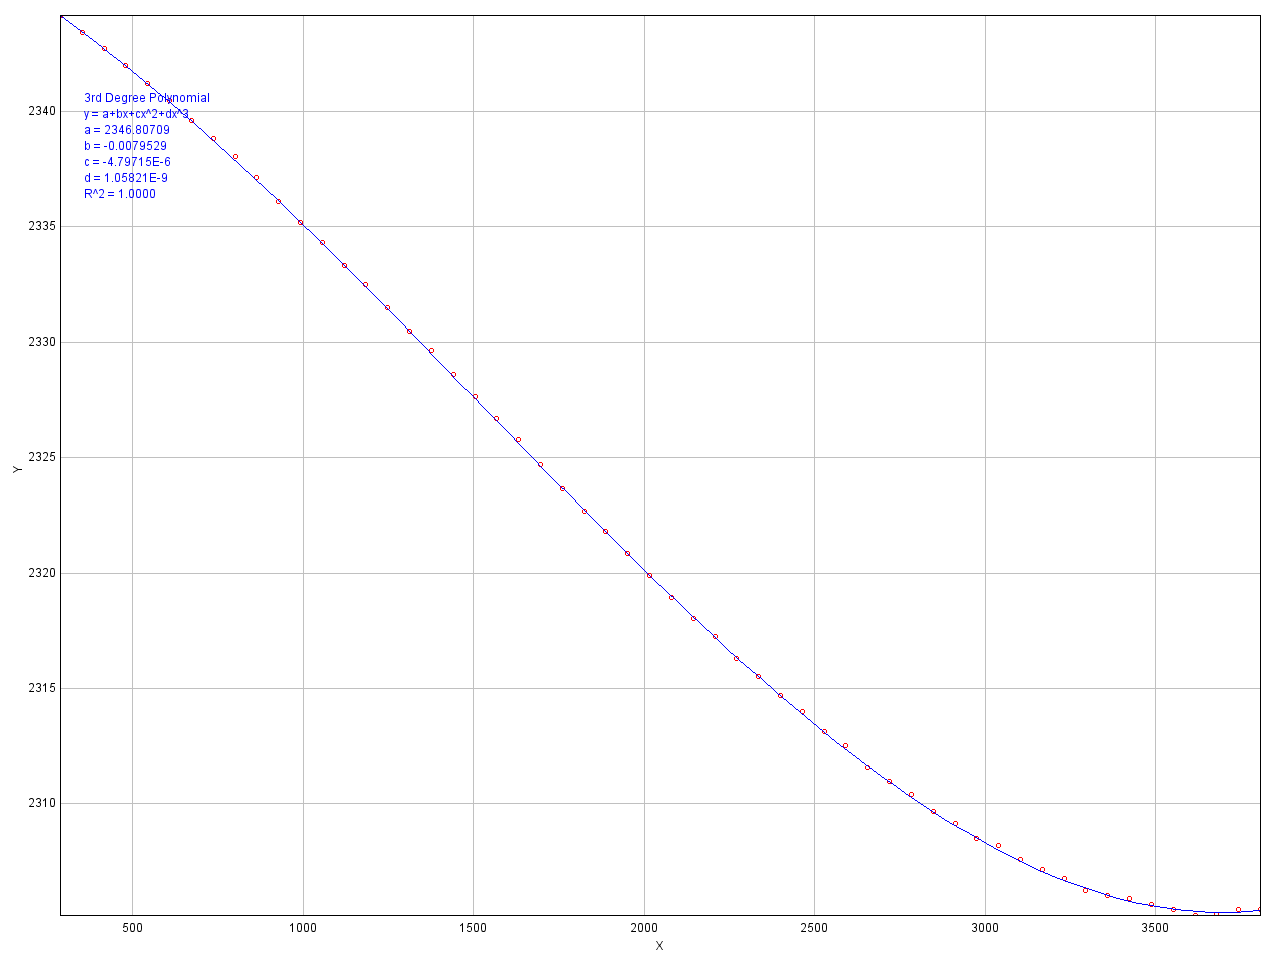 3rd Degree Polynomial
y = a+bx+cx^2+dx^3
a = 2346.80709
b = -0.0079529
c = -4.79715E-6
d = 1.05821E-9
R^2 = 1.0000
2340
2335
2330
2325
2320
2315
2310
Y
500
1000
1500
2000
2500
3000
3500
X